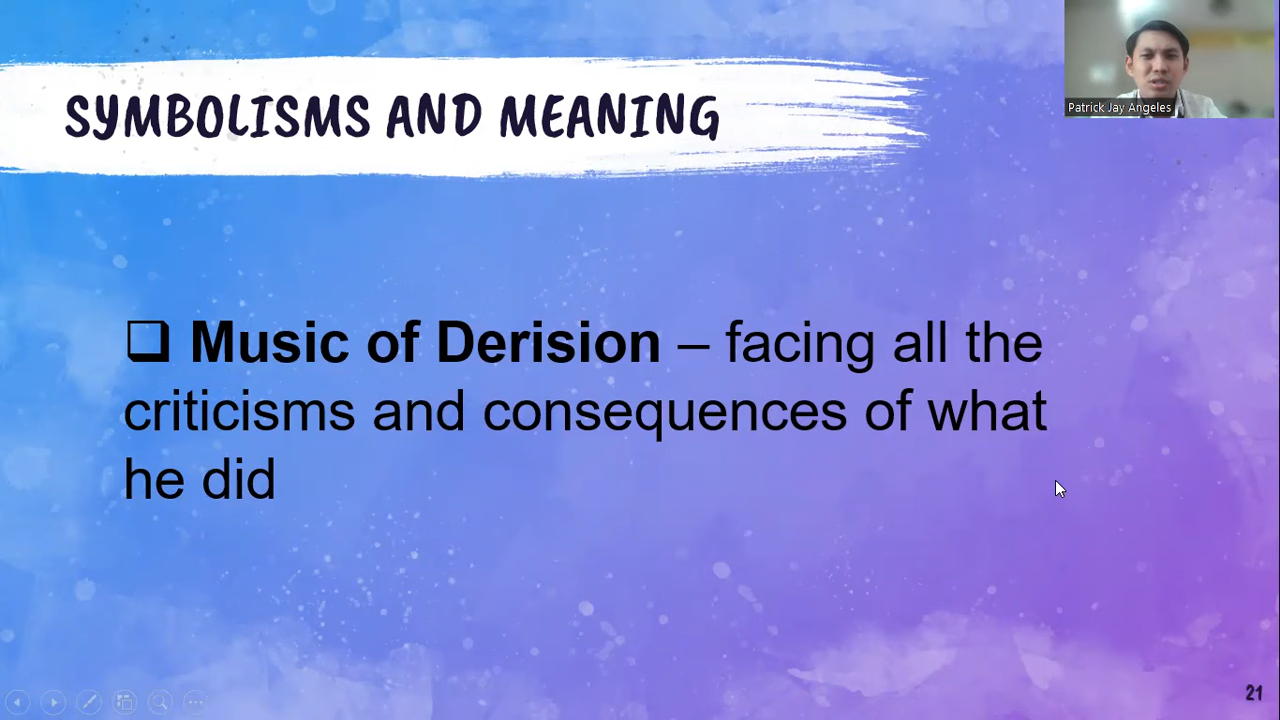 SYMBOLISMS AND MEANING
Patrick Jay Angeles
❑ Music of Derision – facing all the
criticisms and consequences of what
he did
21